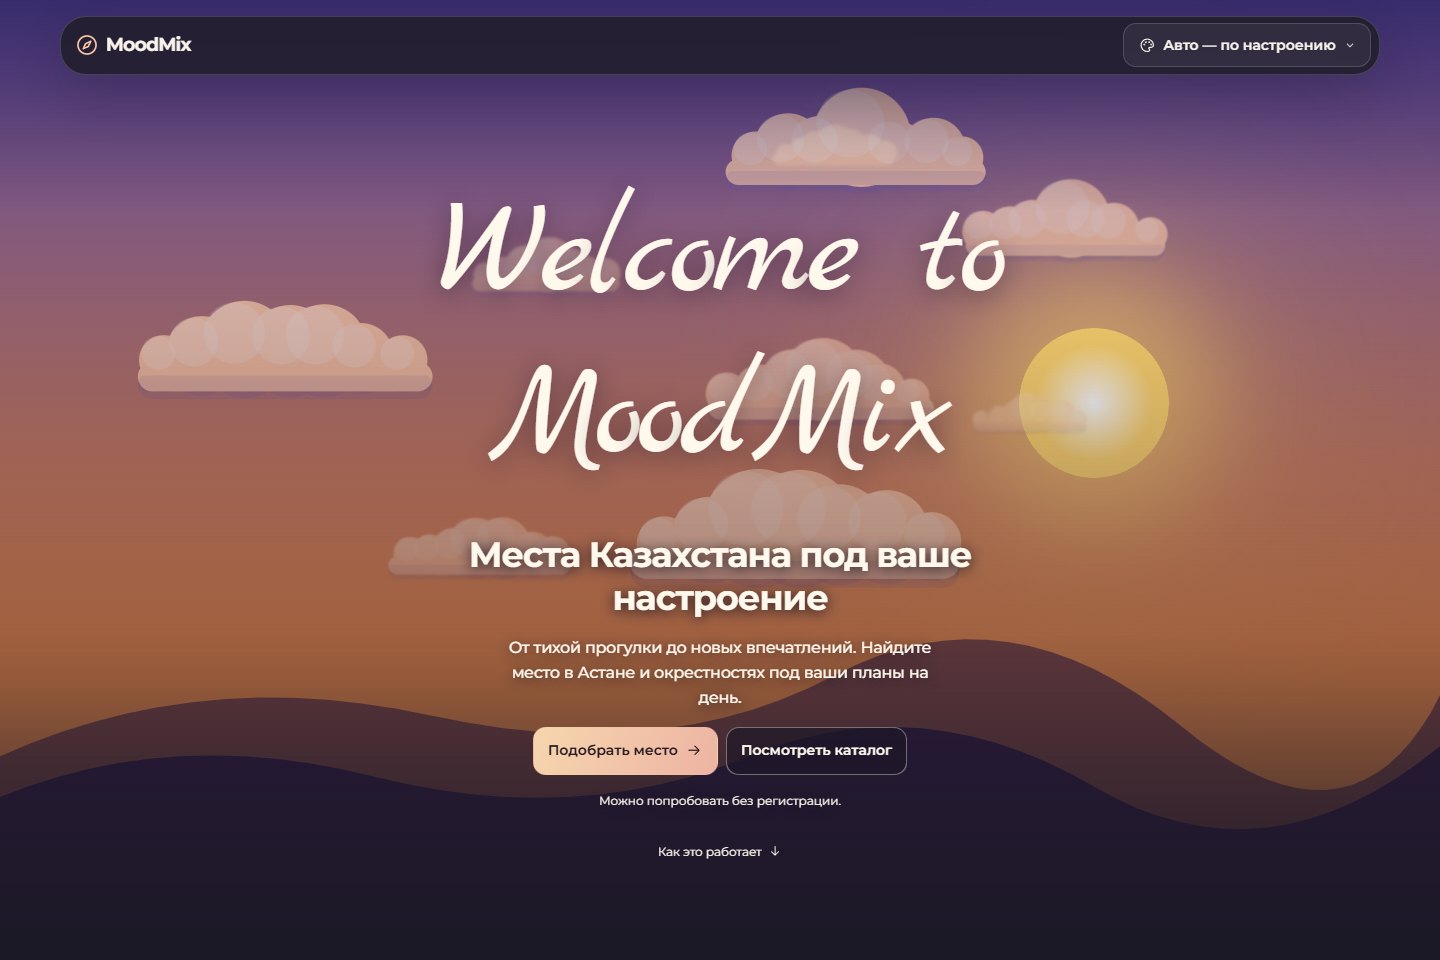 MoodMix
Авто — по настроению
Welcome to
MoodMix
Места Казахстана под ваше
настроение
От тихой прогулки до новых впечатлений. Найдите
место в Астане и окрестностях под ваши планы на
день.
Подобрать место →
Посмотреть каталог
Можно попробовать без регистрации.
Как это работает ↓